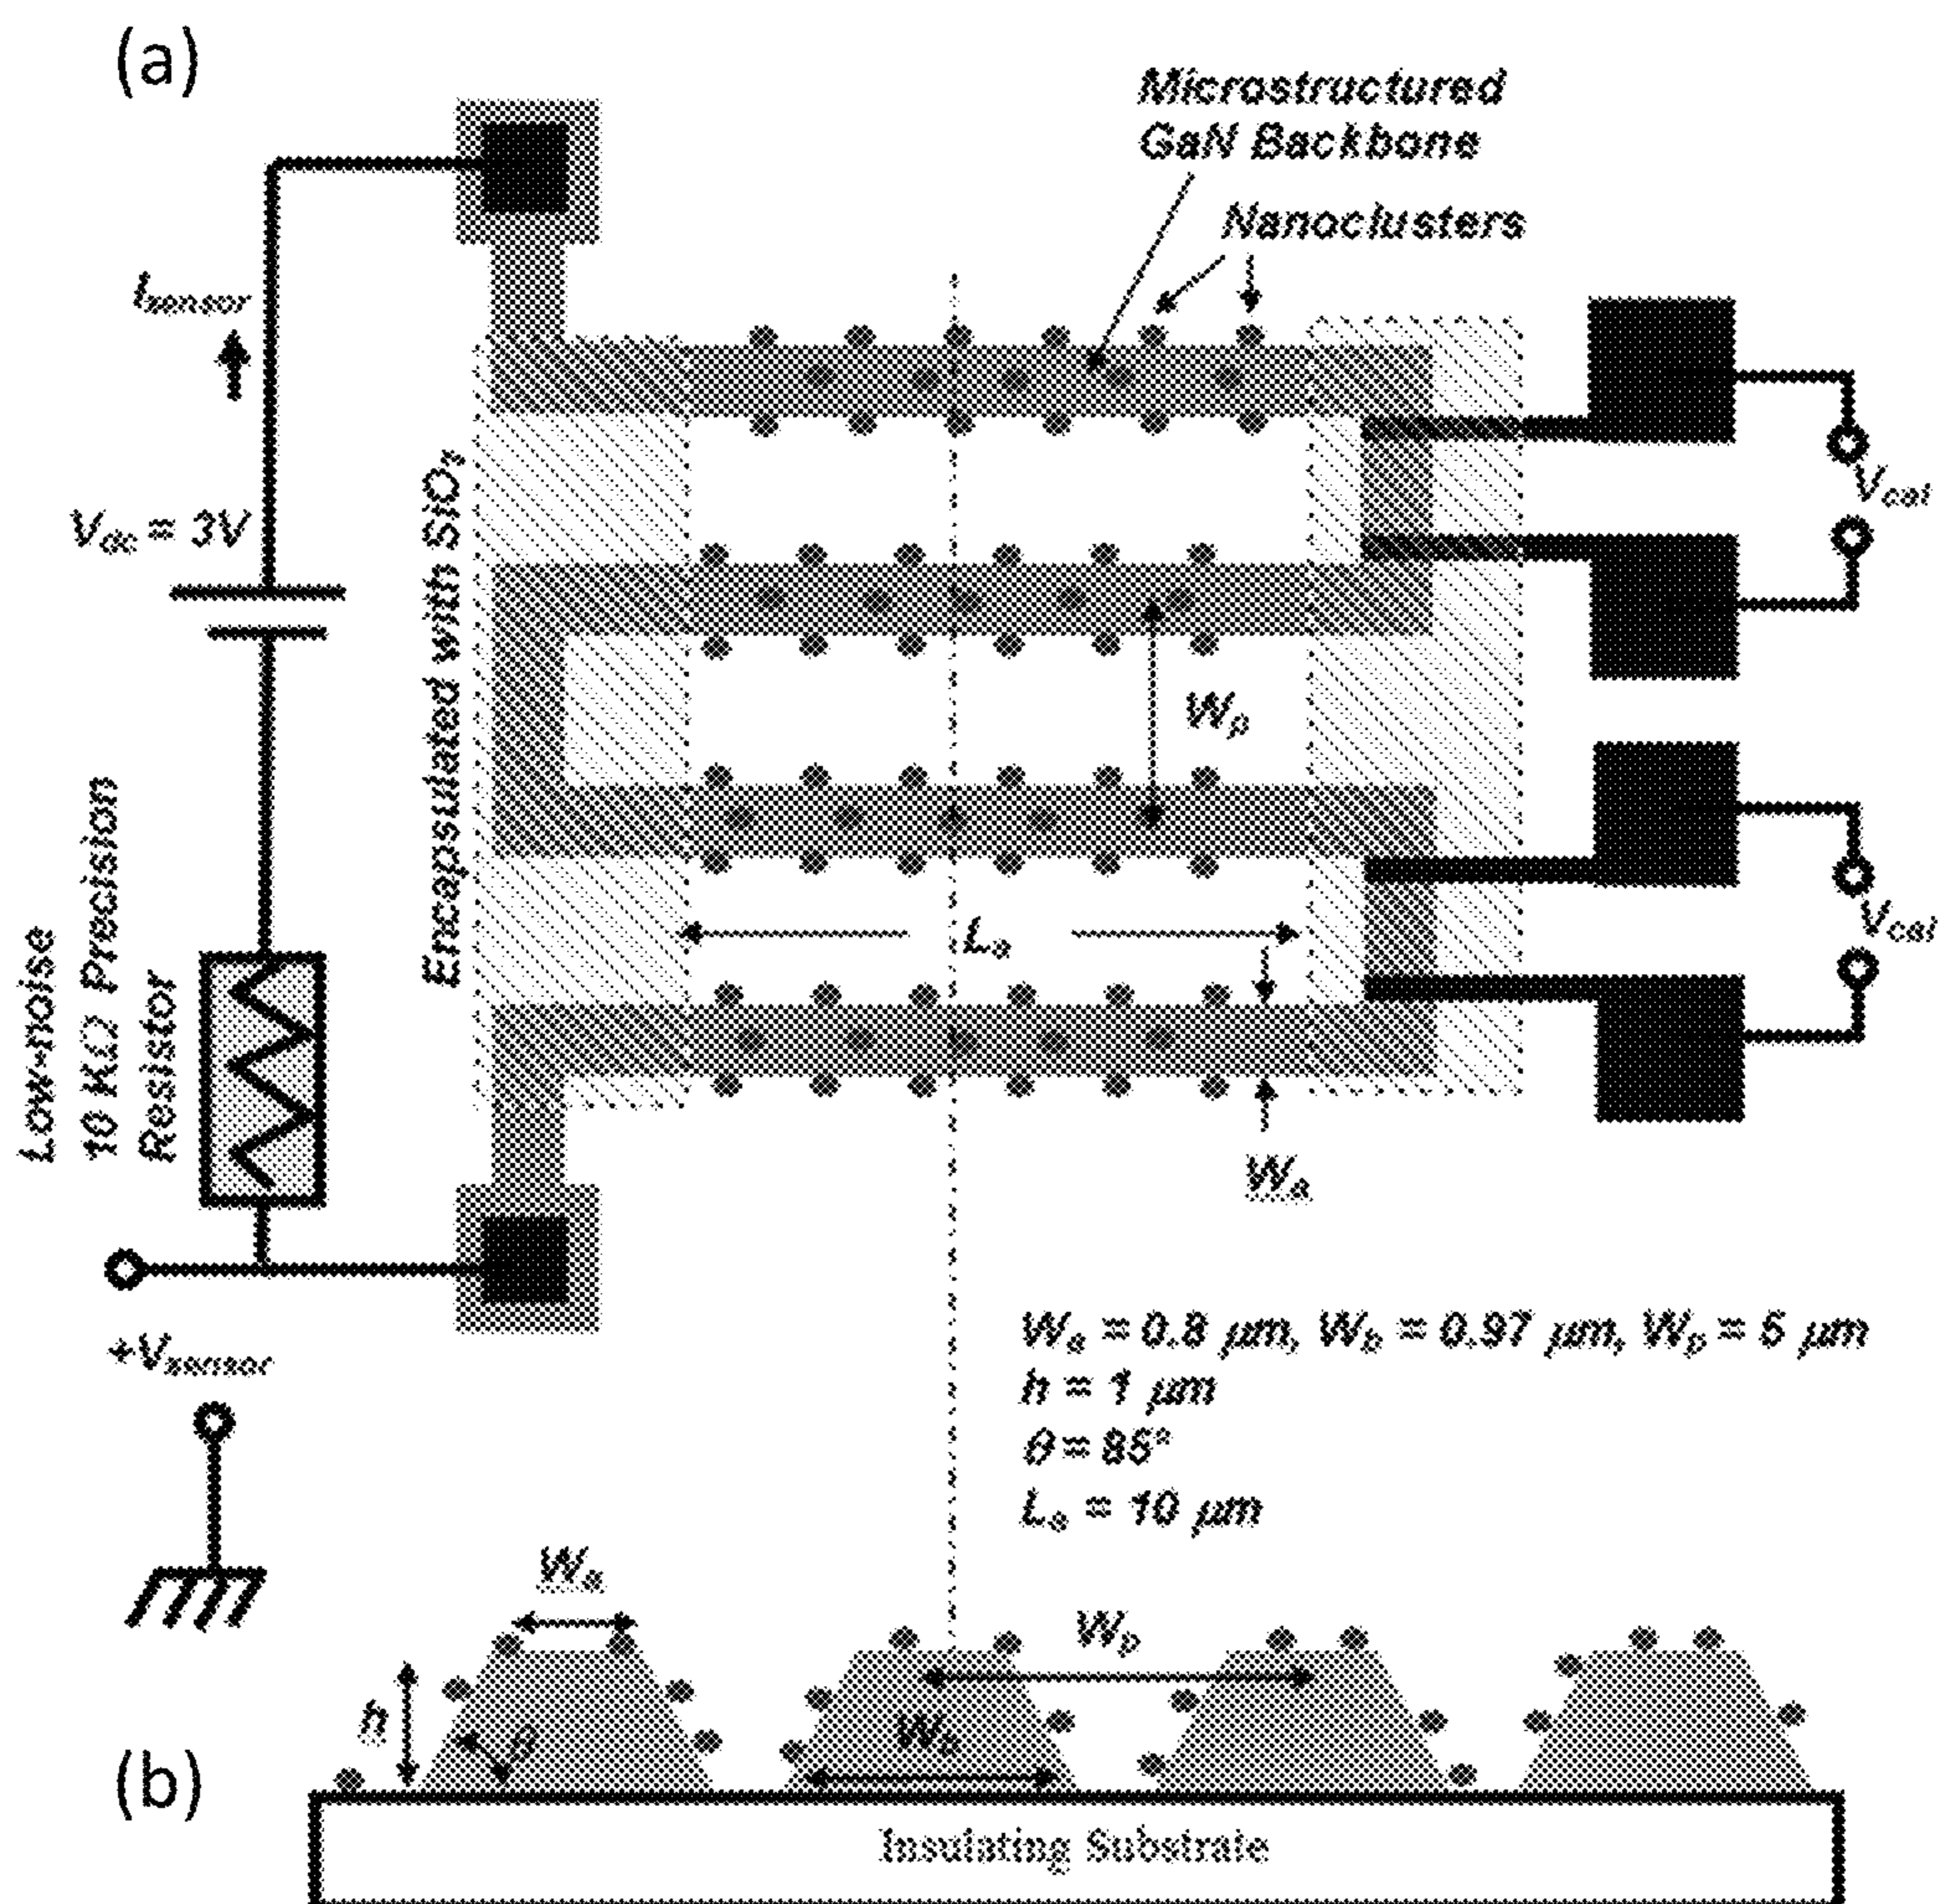 (a)
Microstructured
GaN Backbone
Nanoclusters
Isensor
Vdc = 3V
Encapsulated with SiOx
Vcal
Wp
Low-noise
10 KΩ Precision
Resistor
La
Vcal
Wa
+Vsensor
Wa = 0.8 μm, Wb = 0.97 μm, Wp = 5 μm
h = 1 μm
θ = 85°
La = 10 μm
Wa
Wp
h
θ
Wb
(b)
Insulating Substrate